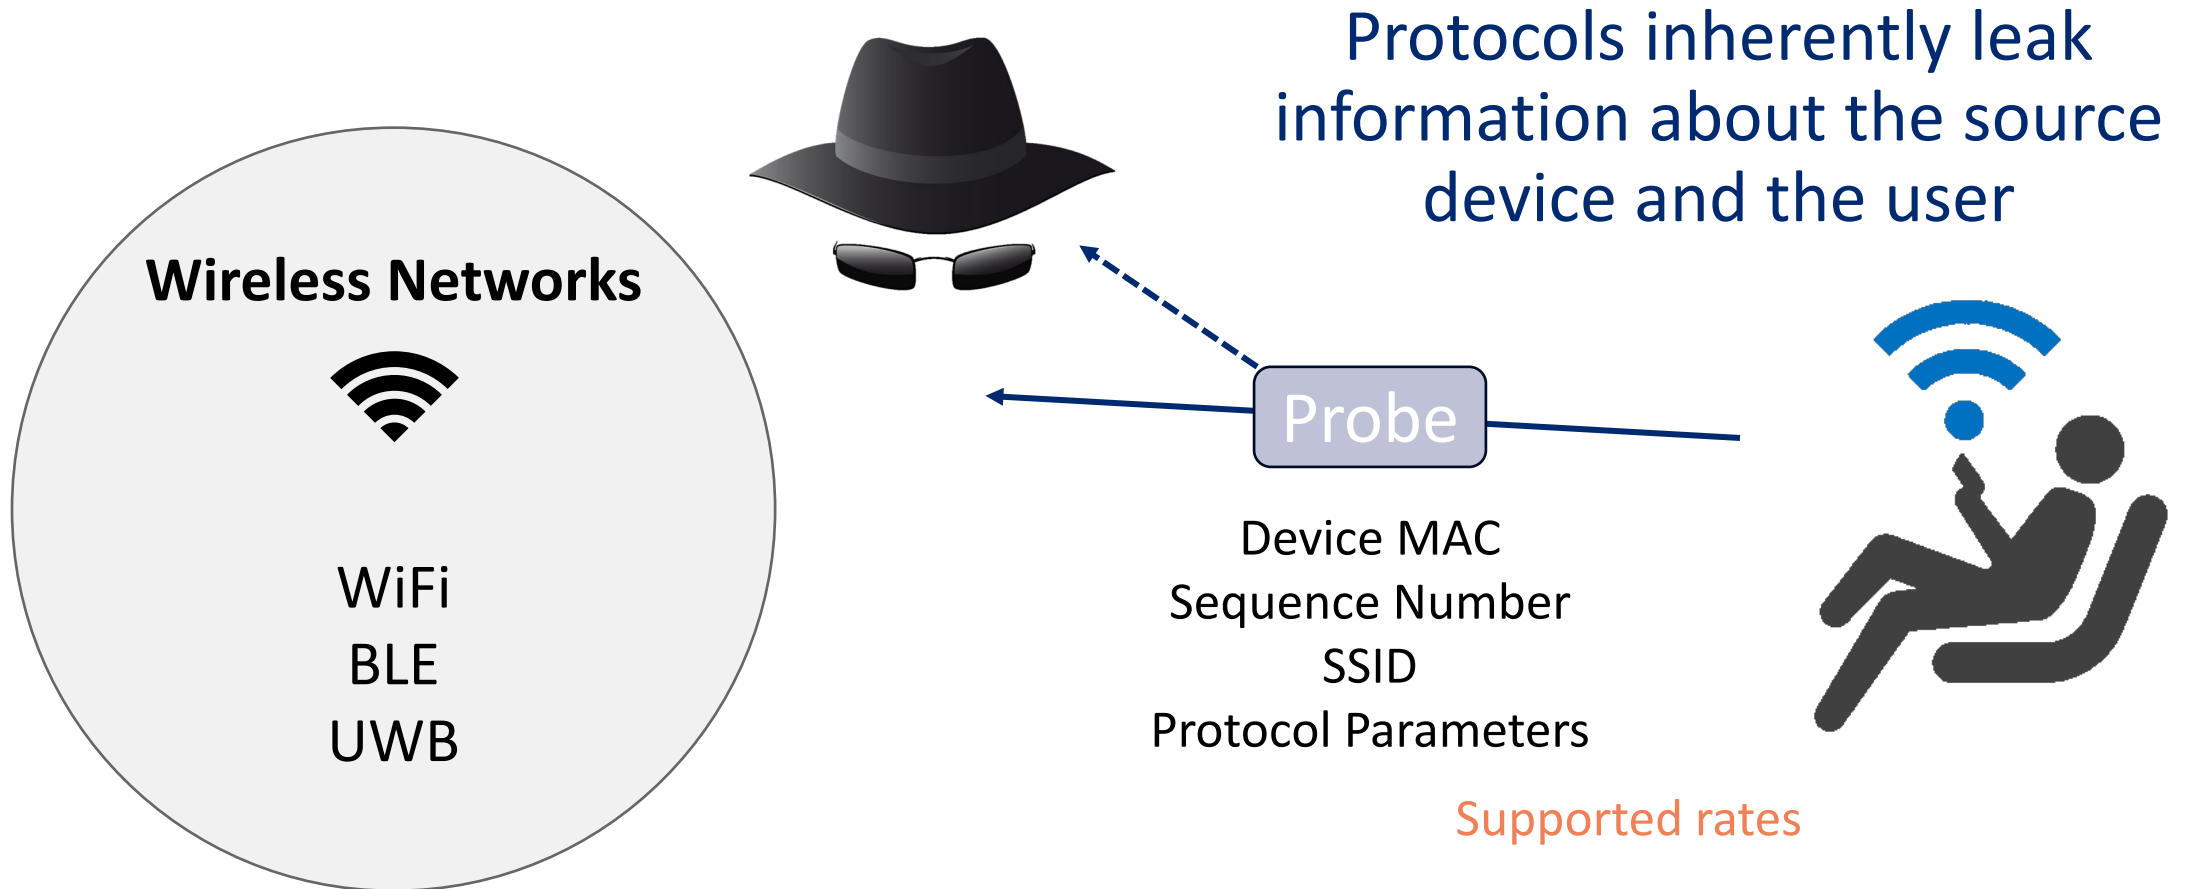 Protocols inherently leak
information about the source
device and the user
Wireless Networks
WiFi
BLE
UWB
Probe
Device MAC
Sequence Number
SSID
Protocol Parameters
Supported rates